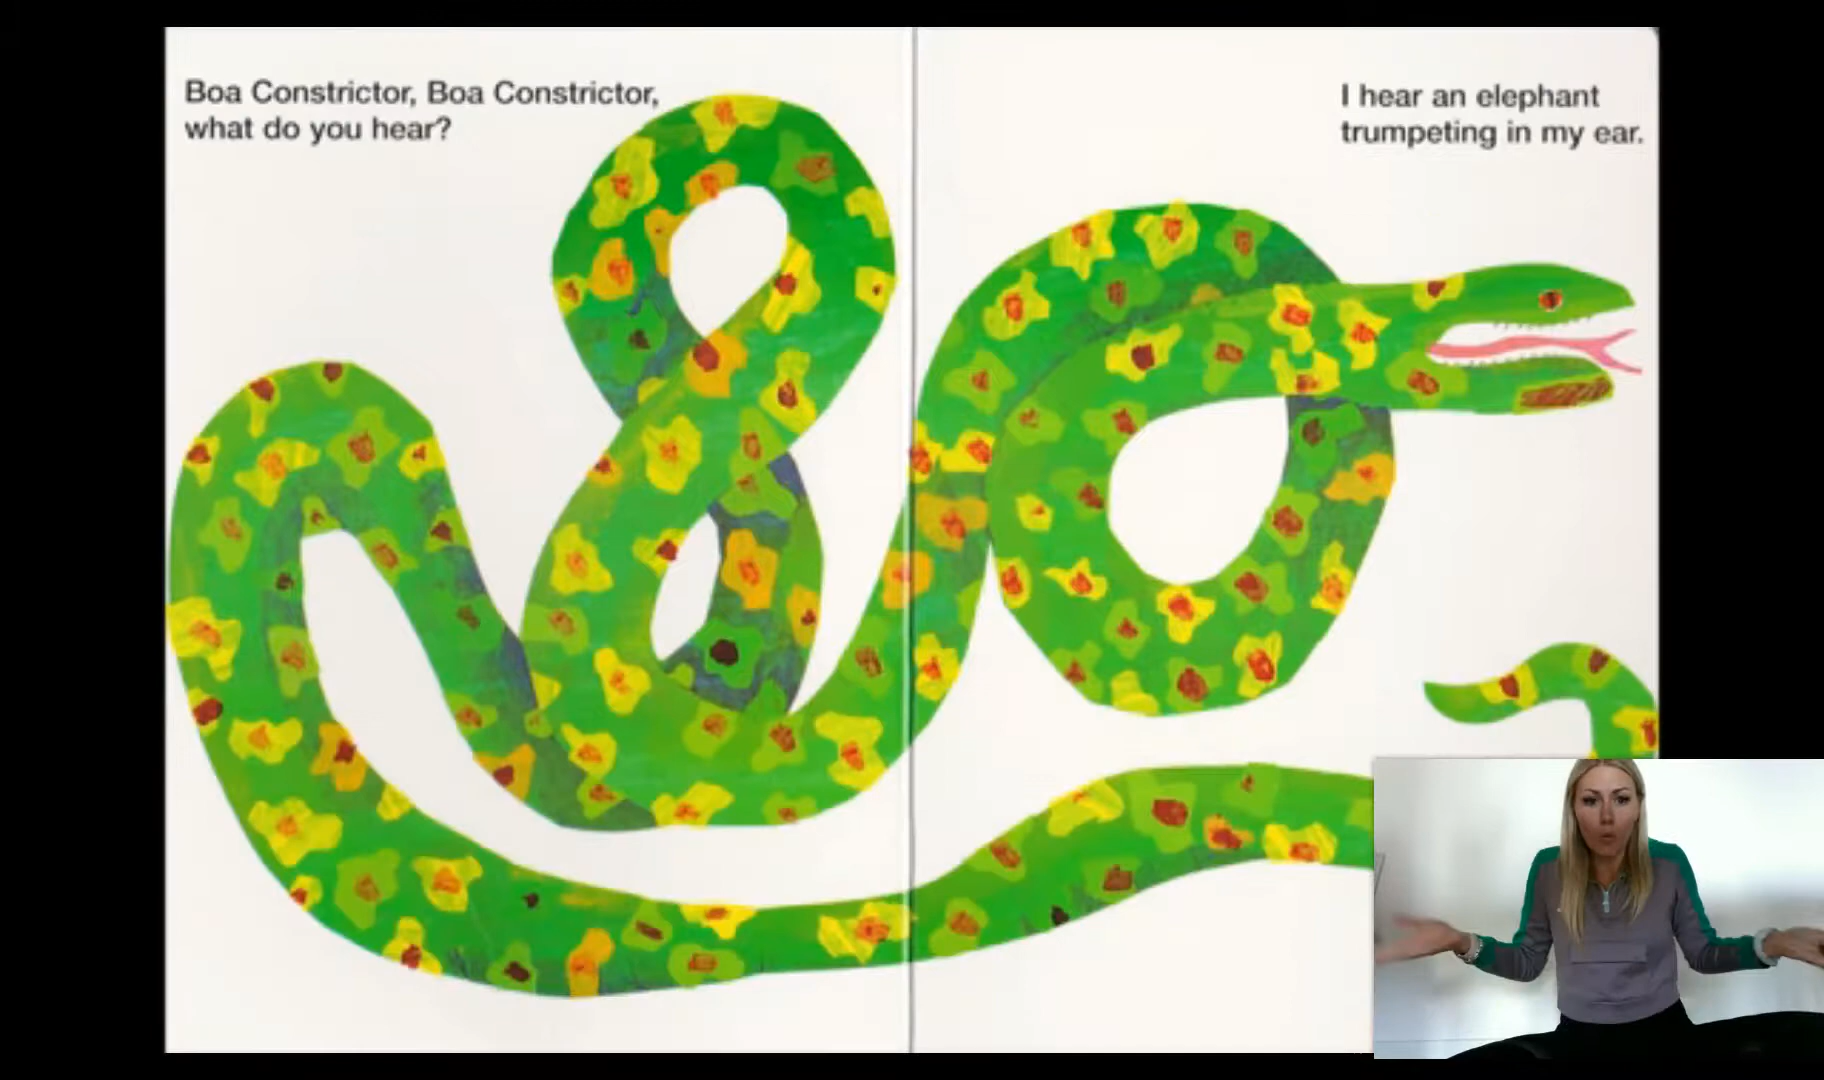 Boa Constrictor, Boa Constrictor,
what do you hear?
I hear an elephant
trumpeting in my ear.